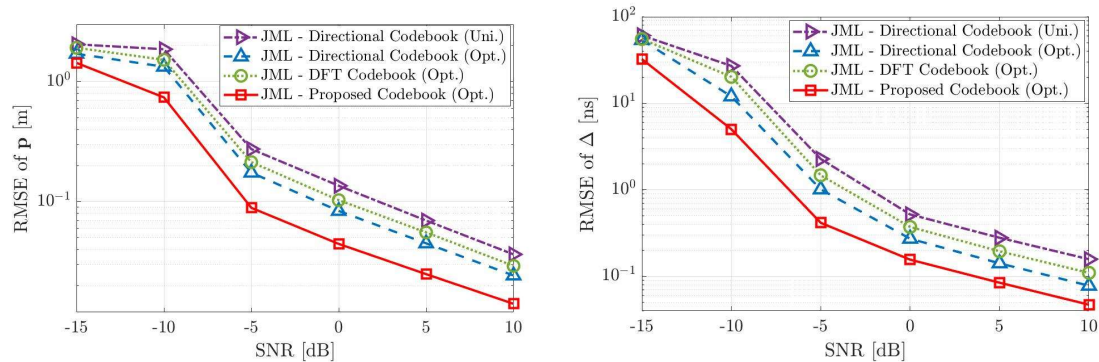 JML - Directional Codebook (Uni.)
JML - Directional Codebook (Opt.)
JML - DFT Codebook (Opt.)
JML - Proposed Codebook (Opt.)
10^0
10^-1
RMSE of p [m]
-15 -10 -5 0 5 10
SNR [dB]
JML - Directional Codebook (Uni.)
JML - Directional Codebook (Opt.)
JML - DFT Codebook (Opt.)
JML - Proposed Codebook (Opt.)
10^2
10^1
10^0
10^-1
RMSE of Δ [ns]
-15 -10 -5 0 5 10
SNR [dB]